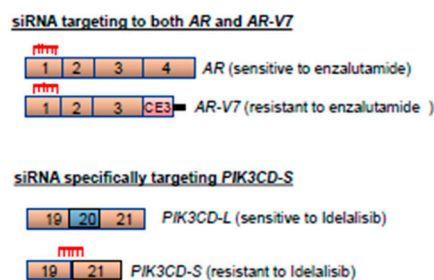 siRNA targeting to both AR and AR-V7
1 2 3 4 AR (sensitive to enzalutamide)
1 2 3 CE3 AR-V7 (resistant to enzalutamide )
siRNA specifically targeting PIK3CD-S
19 20 21 PIK3CD-L (sensitive to Idelalisib)
19 21 PIK3CD-S (resistant to Idelalisib)